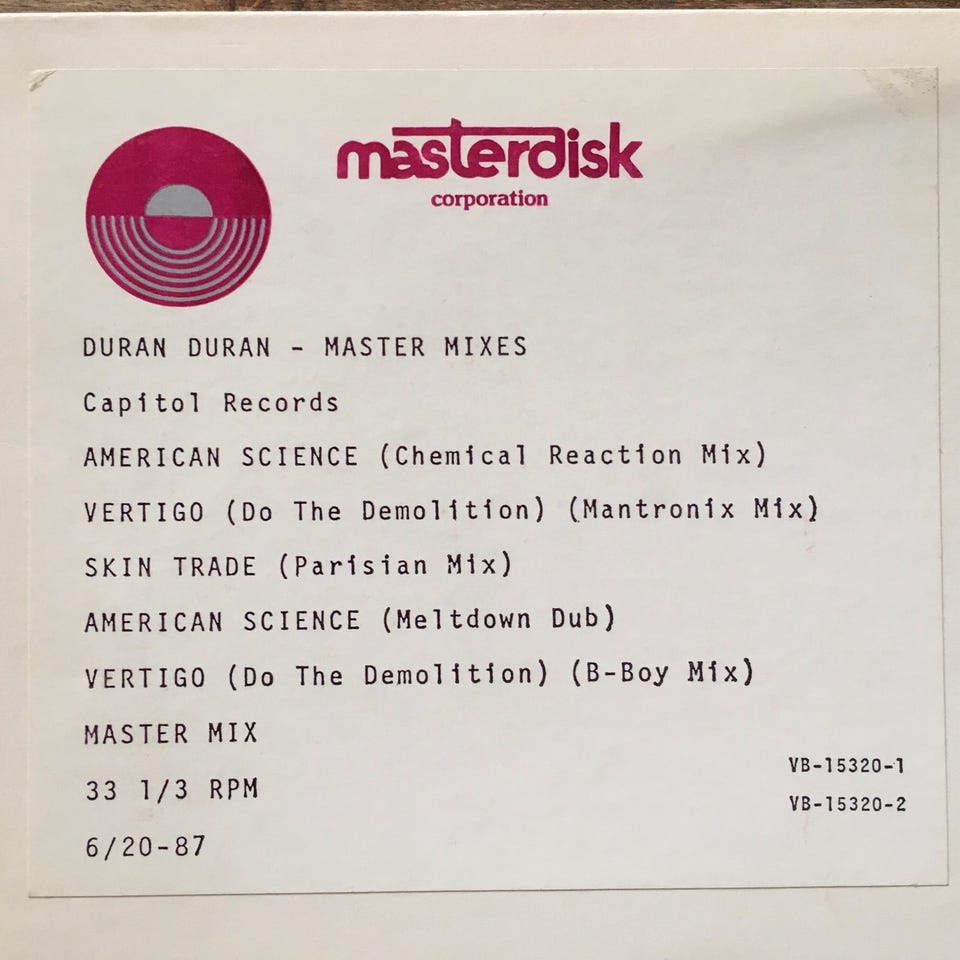 masterdisk
corporation
DURAN DURAN - MASTER MIXES
Capitol Records
AMERICAN SCIENCE (Chemical Reaction Mix)
VERTIGO (Do The Demolition) (Mantronix Mix)
SKIN TRADE (Parisian Mix)
AMERICAN SCIENCE (Meltdown Dub)
VERTIGO (Do The Demolition) (B-Boy Mix)
MASTER MIX
33 1/3 RPM
6/20-87
VB-15320-1
VB-15320-2